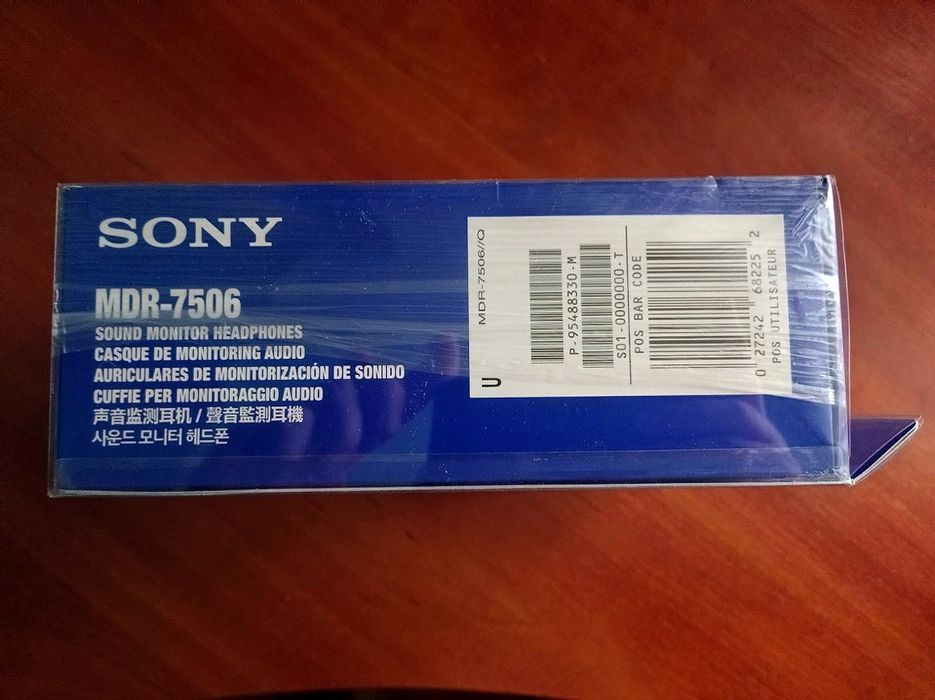 SONY
MDR-7506
SOUND MONITOR HEADPHONES
CASQUE DE MONITORING AUDIO
AURICULARES DE MONITORIZACIÓN DE SONIDO
CUFFIE PER MONITORAGGIO AUDIO
声音监测耳机 / 聲音監測耳機
사운드 모니터 헤드폰
MDR-7506//Q
U
P-95488330-M
S01-0000000-T
POS BAR CODE
0 27242 68225 2
POS UTILISATEUR